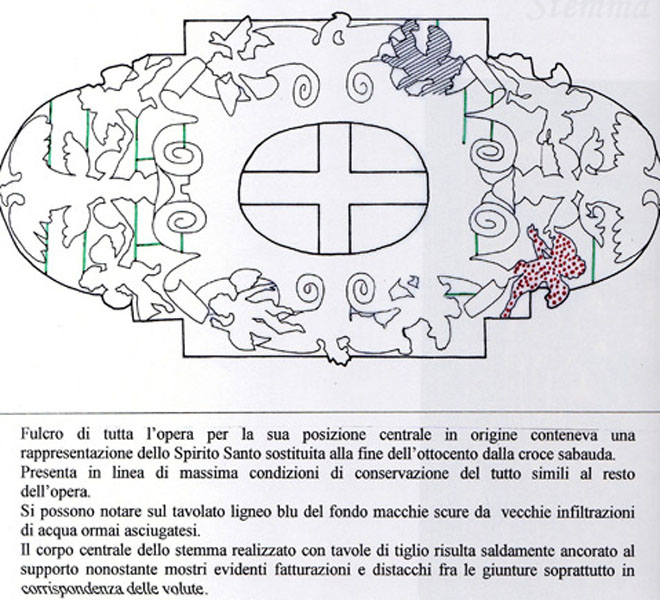 Stemma
Fulcro di tutta l'opera per la sua posizione centrale in origine conteneva una
rappresentazione dello Spirito Santo sostituita alla fine dell'ottocento dalla croce sabauda.
Presenta in linea di massima condizioni di conservazione del tutto simili al resto
dell'opera.
Si possono notare sul tavolato ligneo blu del fondo macchie scure da vecchie infiltrazioni
di acqua ormai asciugatesi.
Il corpo centrale dello stemma realizzato con tavole di tiglio risulta saldamente ancorato al
supporto nonostante mostri evidenti fatturazioni e distacchi fra le giunture soprattutto in
corrispondenza delle volute.